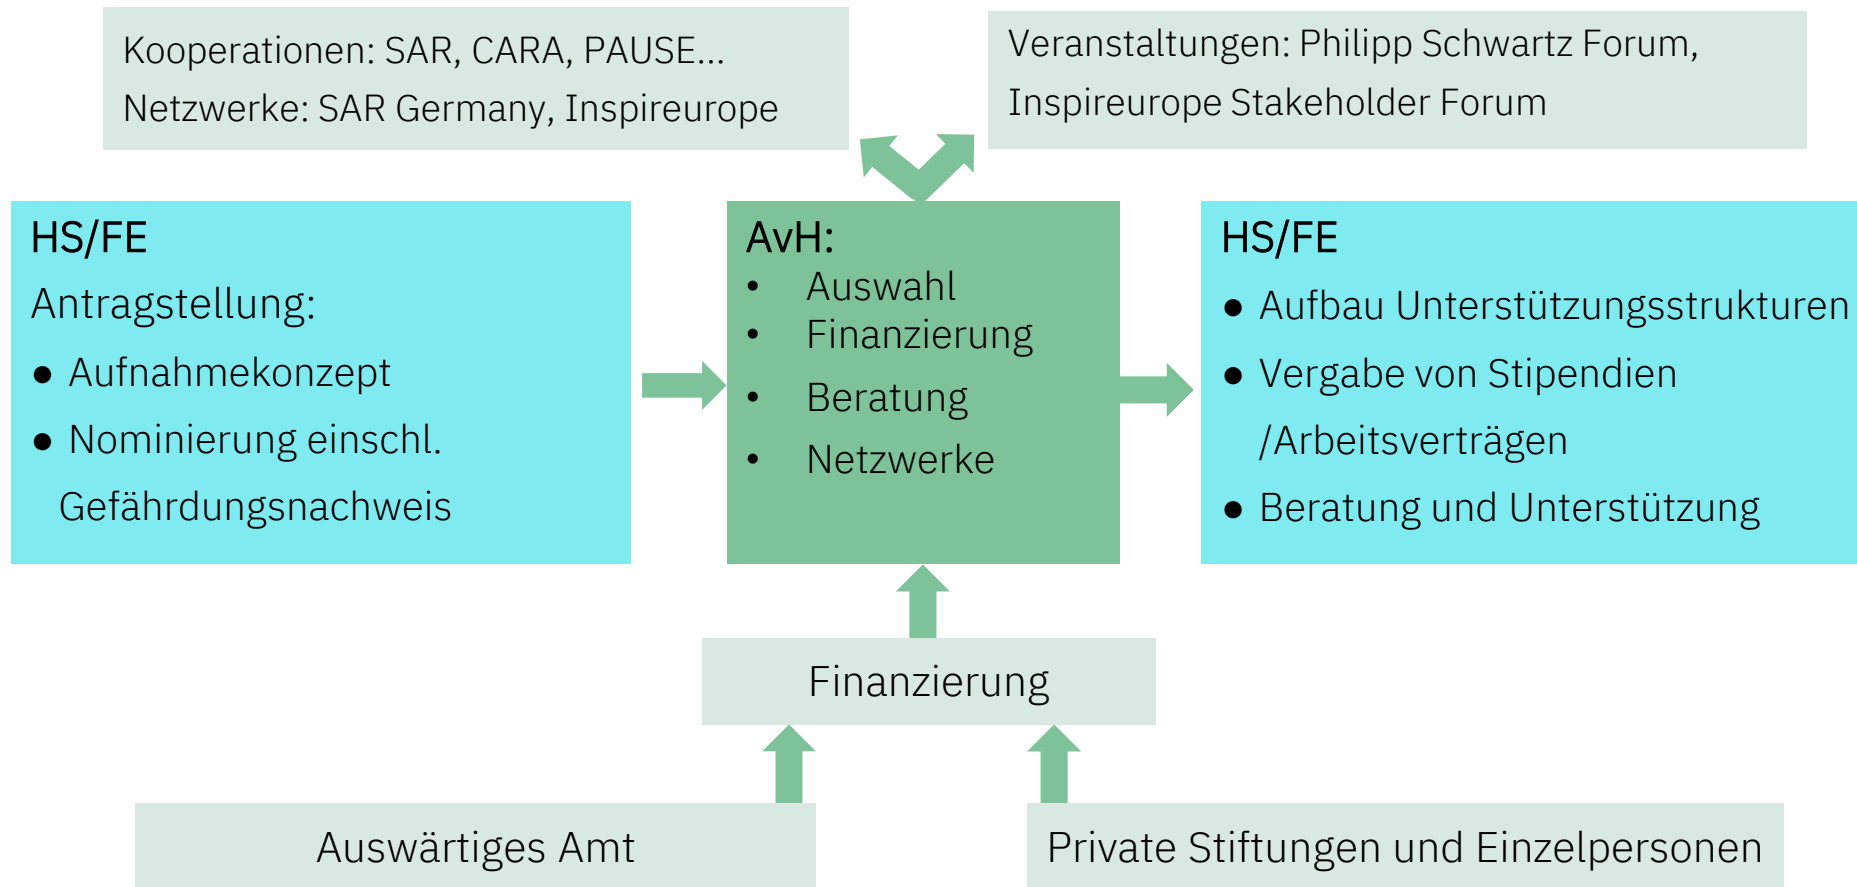 Kooperationen: SAR, CARA, PAUSE...
Netzwerke: SAR Germany, Inspireurope
Veranstaltungen: Philipp Schwartz Forum,
Inspireurope Stakeholder Forum
HS/FE
Antragstellung:
● Aufnahmekonzept
● Nominierung einschl.
Gefährdungsnachweis
AvH:
• Auswahl
• Finanzierung
• Beratung
• Netzwerke
HS/FE
● Aufbau Unterstützungsstrukturen
● Vergabe von Stipendien
/Arbeitsverträgen
● Beratung und Unterstützung
Finanzierung
Auswärtiges Amt
Private Stiftungen und Einzelpersonen